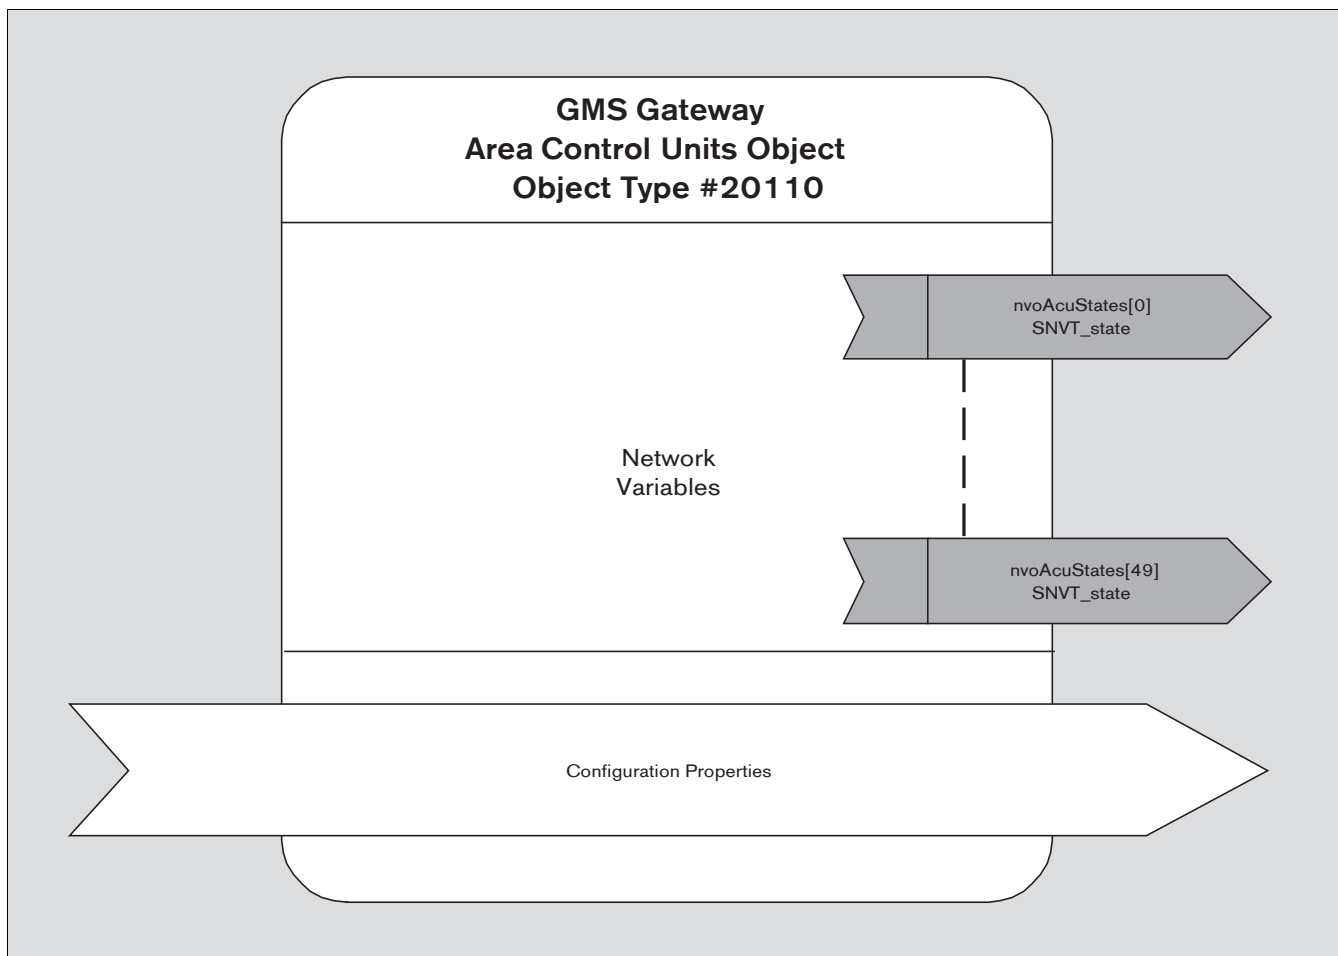 GMS Gateway
Area Control Units Object
Object Type #20110
nvoAcuStates[0]
SNVT_state
Network
Variables
nvoAcuStates[49]
SNVT_state
Configuration Properties